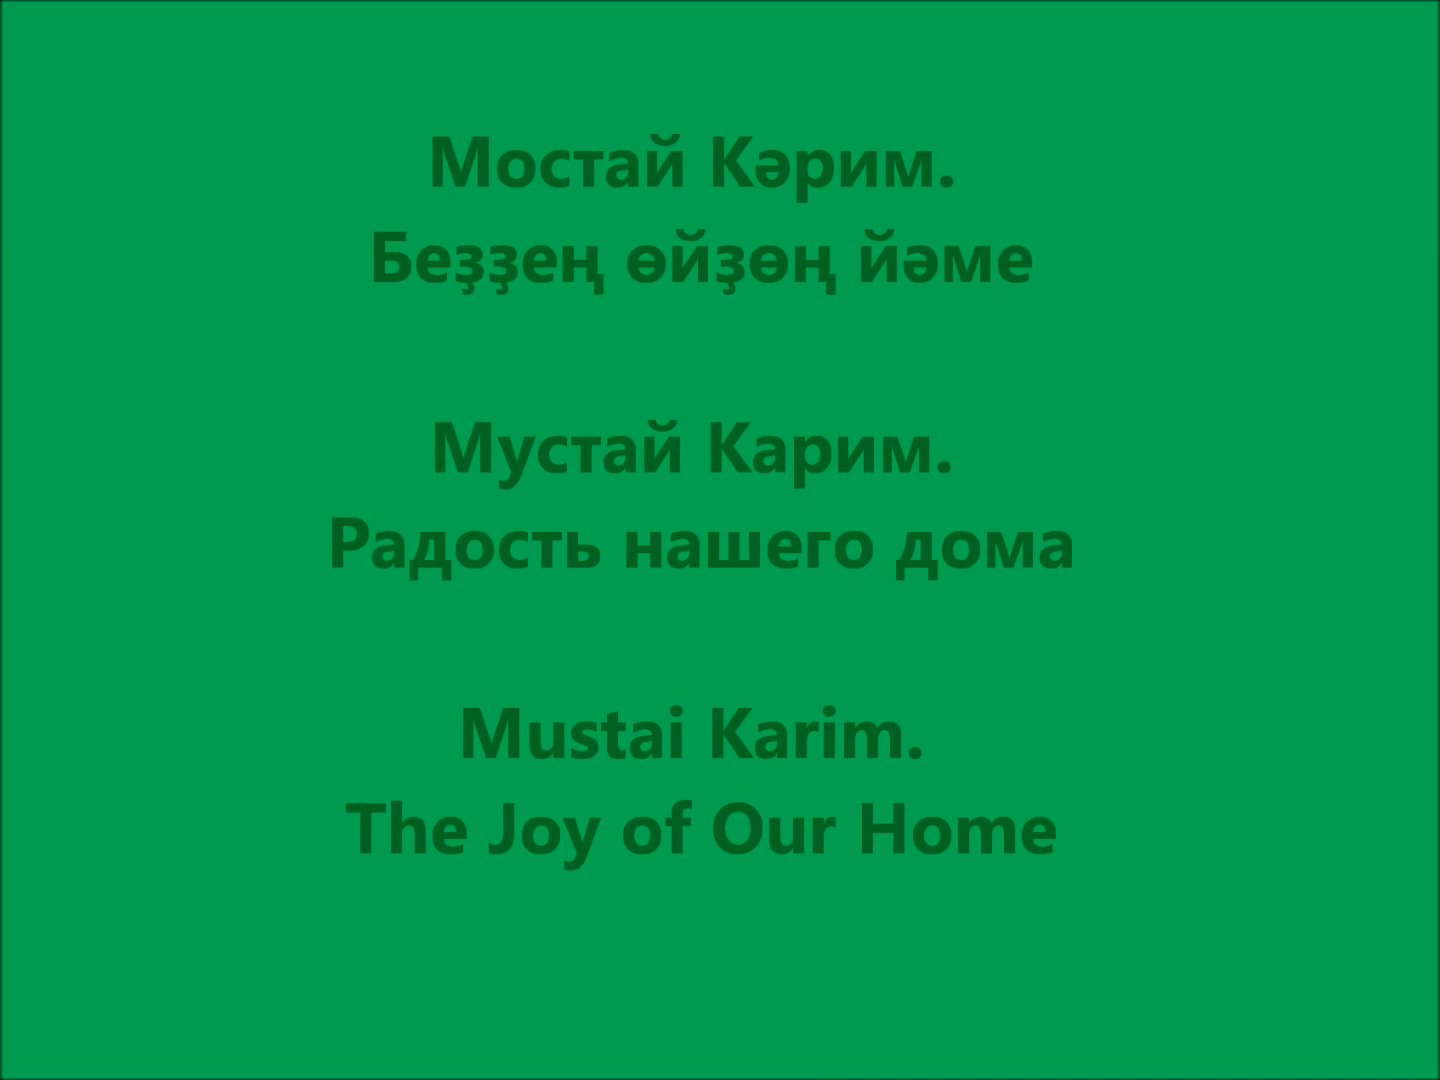 Мостай Кәрим.
Беҙҙең өйҙөң йәме
Мустай Карим.
Радость нашего дома
Mustai Karim.
The Joy of Our Home